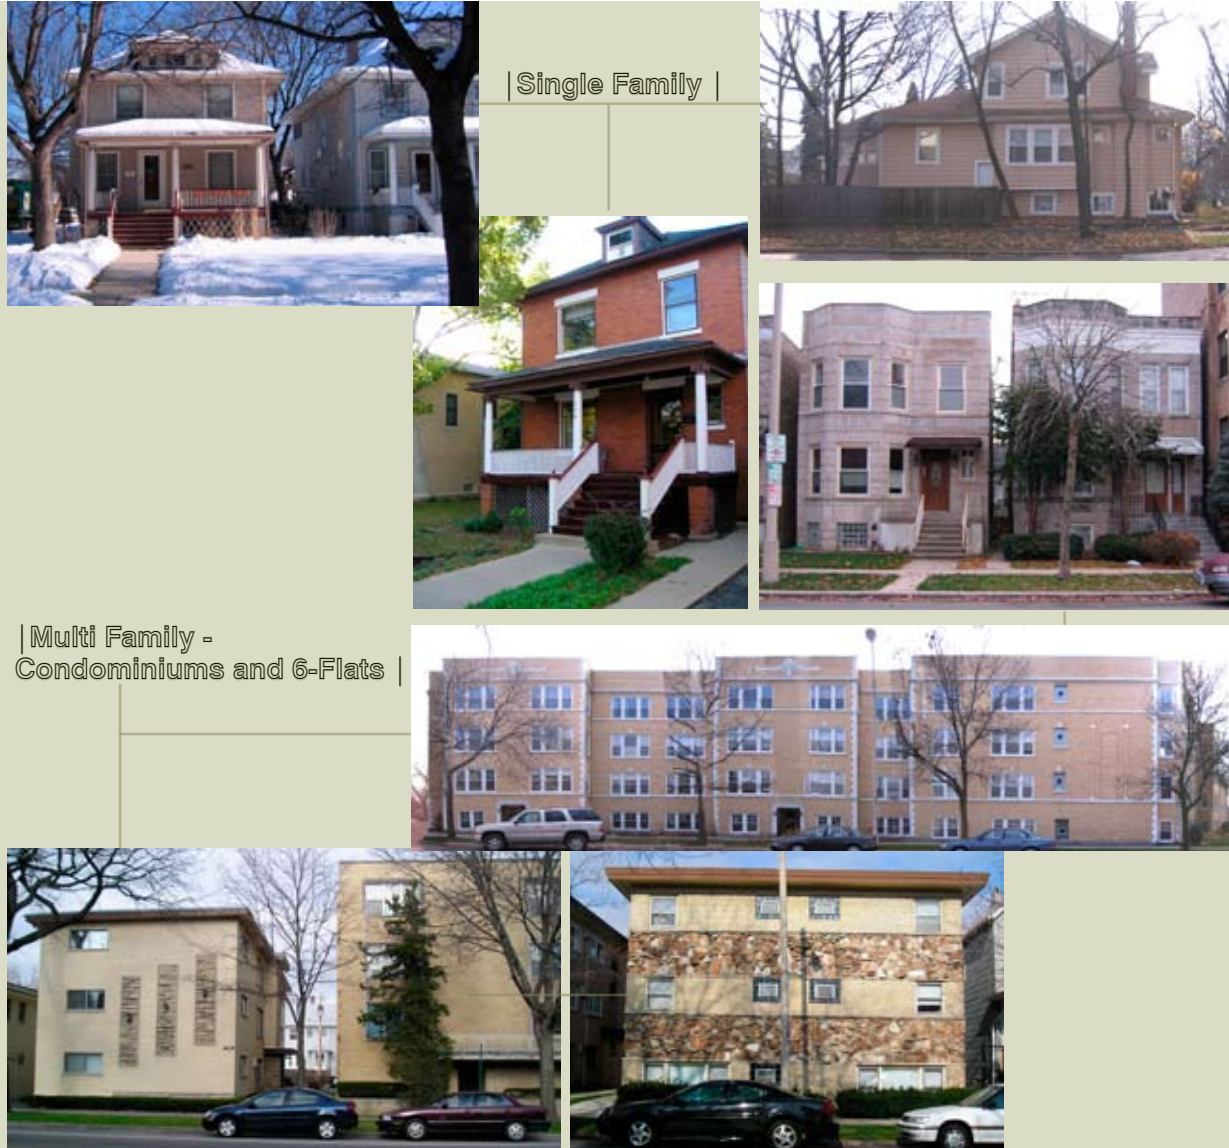 |Single Family |
|Multi Family -
Condominiums and 6-Flats |